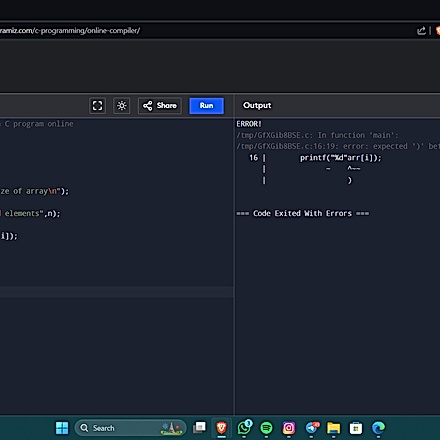 ramiz.com/c-programming/online-compiler/
Share
Run
Output
C program online
ze of array\n");
elements",n);
i]);
ERROR!
/tmp/GfXGib8BSE.c: In function 'main':
/tmp/GfXGib8BSE.c:16:19: error: expected ')' bef
16 |         printf("%d"arr[i]);
|               ~    ^~~
|                    )
=== Code Exited With Errors ===
Search